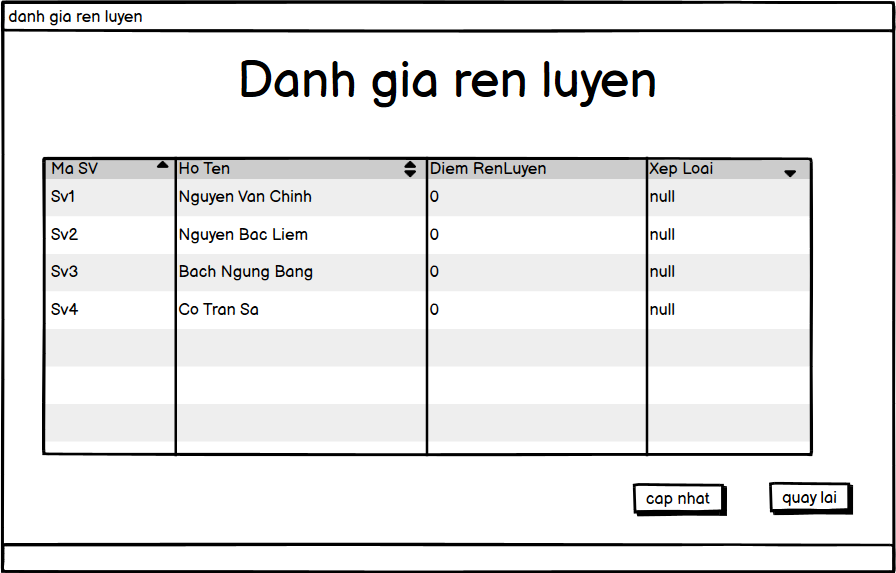 danh gia ren luyen
Danh gia ren luyen
Ma SV Ho Ten Diem RenLuyen Xep Loai
Sv1 Nguyen Van Chinh 0 null
Sv2 Nguyen Bac Liem 0 null
Sv3 Bach Ngung Bang 0 null
Sv4 Co Tran Sa 0 null
cap nhat quay lai